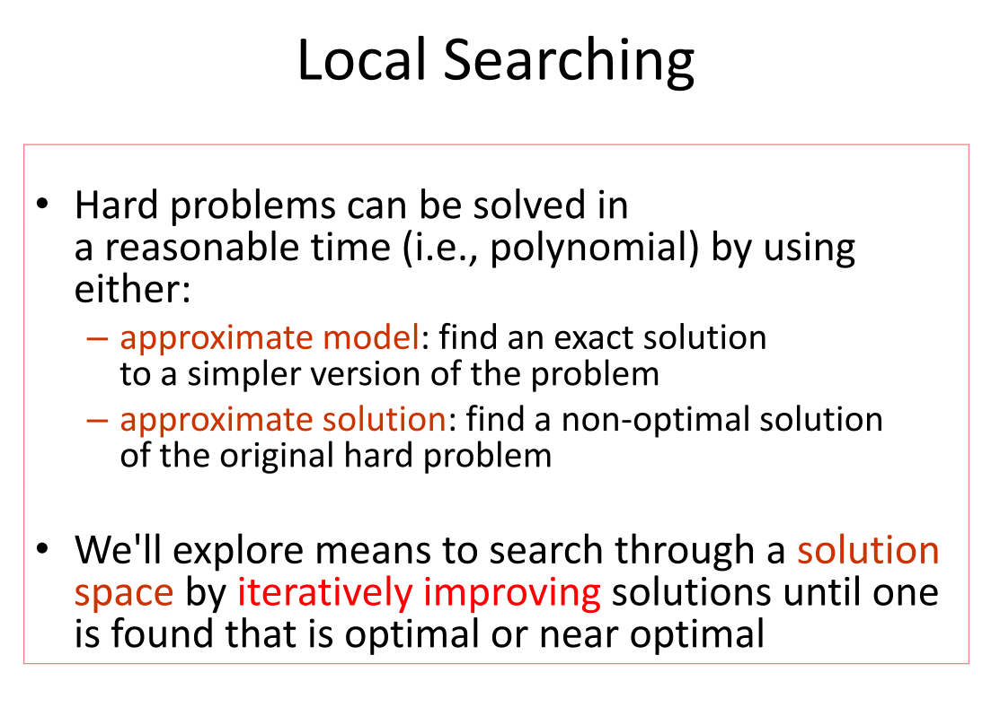 Local Searching
• Hard problems can be solved in
a reasonable time (i.e., polynomial) by using
either:
– approximate model: find an exact solution
to a simpler version of the problem
– approximate solution: find a non-optimal solution
of the original hard problem
• We'll explore means to search through a solution
space by iteratively improving solutions until one
is found that is optimal or near optimal